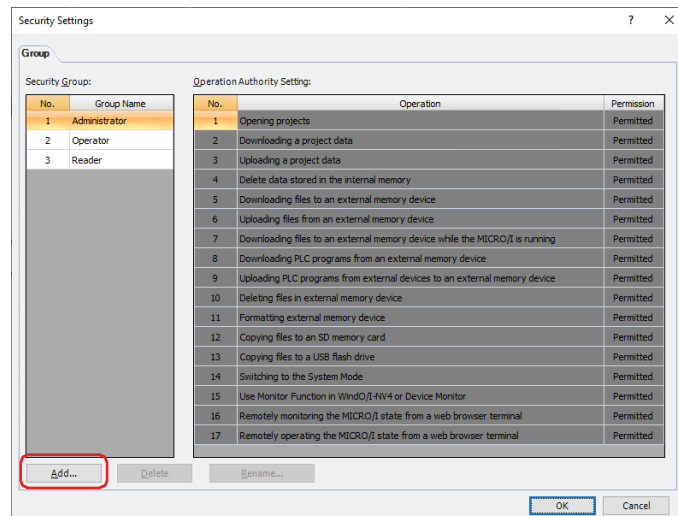 Security Settings ? X
Group
Security Group: Operation Authority Setting:
No. Group Name No. Operation Permission
1 Administrator 1 Opening projects Permitted
2 Operator 2 Downloading a project data Permitted
3 Reader 3 Uploading a project data Permitted
4 Delete data stored in the internal memory Permitted
5 Downloading files to an external memory device Permitted
6 Uploading files from an external memory device Permitted
7 Downloading files to an external memory device while the MICRO/I is running Permitted
8 Downloading PLC programs from an external memory device Permitted
9 Uploading PLC programs from external devices to an external memory device Permitted
10 Deleting files in external memory device Permitted
11 Formatting external memory device Permitted
12 Copying files to an SD memory card Permitted
13 Copying files to a USB flash drive Permitted
14 Switching to the System Mode Permitted
15 Use Monitor Function in WindO/I-NV4 or Device Monitor Permitted
16 Remotely monitoring the MICRO/I state from a web browser terminal Permitted
17 Remotely operating the MICRO/I state from a web browser terminal Permitted
Add... Delete Rename...
OK Cancel